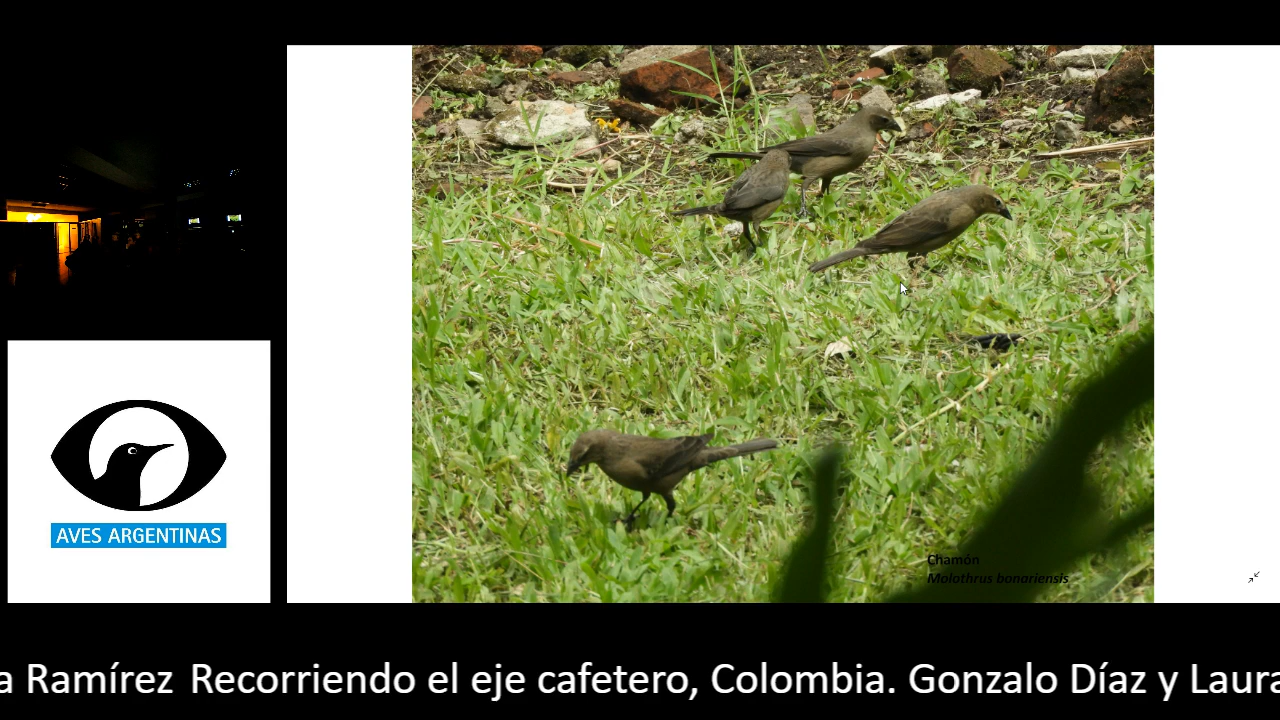 AVES ARGENTINAS
Chamón
Molothrus bonariensis
a Ramírez Recorriendo el eje cafetero, Colombia. Gonzalo Díaz y Laura